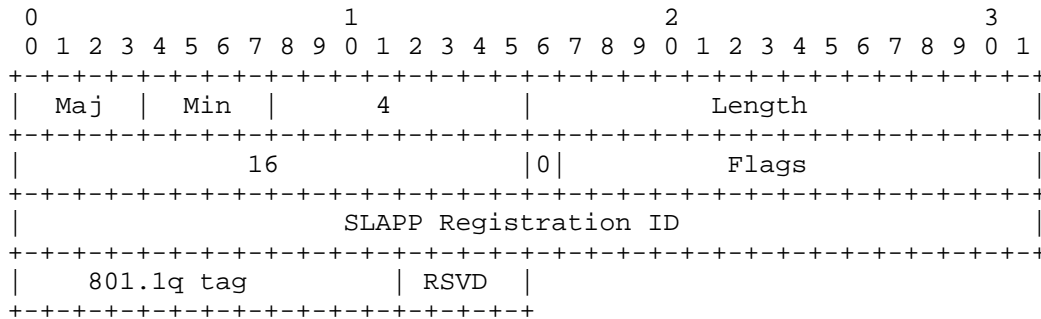 0                   1                   2                   3
 0 1 2 3 4 5 6 7 8 9 0 1 2 3 4 5 6 7 8 9 0 1 2 3 4 5 6 7 8 9 0 1
+-+-+-+-+-+-+-+-+-+-+-+-+-+-+-+-+-+-+-+-+-+-+-+-+-+-+-+-+-+-+-+-+
|  Maj  |  Min  |      4        |           Length              |
+-+-+-+-+-+-+-+-+-+-+-+-+-+-+-+-+-+-+-+-+-+-+-+-+-+-+-+-+-+-+-+-+
|              16               |0|          Flags              |
+-+-+-+-+-+-+-+-+-+-+-+-+-+-+-+-+-+-+-+-+-+-+-+-+-+-+-+-+-+-+-+-+
|                    SLAPP Registration ID                      |
+-+-+-+-+-+-+-+-+-+-+-+-+-+-+-+-+-+-+-+-+-+-+-+-+-+-+-+-+-+-+-+-+
|    801.1q tag         | RSVD  |
+-+-+-+-+-+-+-+-+-+-+-+-+-+-+-+-+